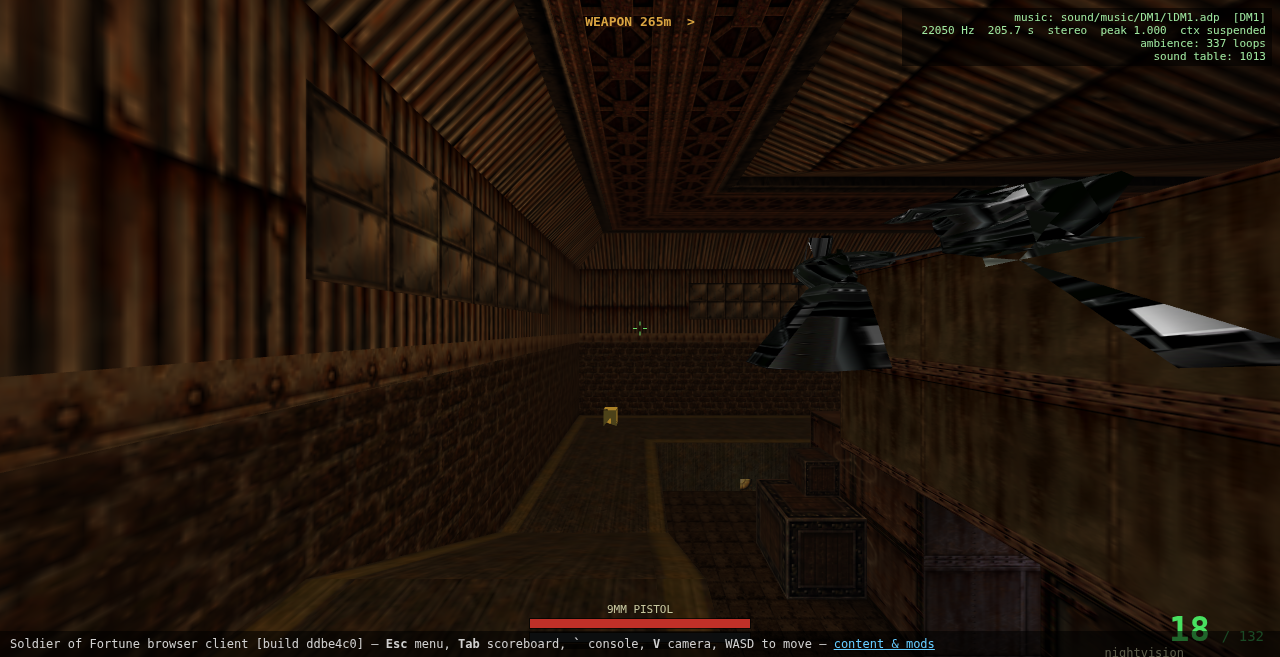 WEAPON 265m >
music: sound/music/DM1/lDM1.adp [DM1]
22050 Hz 205.7 s stereo peak 1.000 ctx suspended
ambience: 337 loops
sound table: 1013
9MM PISTOL
18 / 132
Soldier of Fortune browser client [build ddbe4c0] — Esc menu, Tab scoreboard, ` console, V camera, WASD to move — content & mods
nightvision